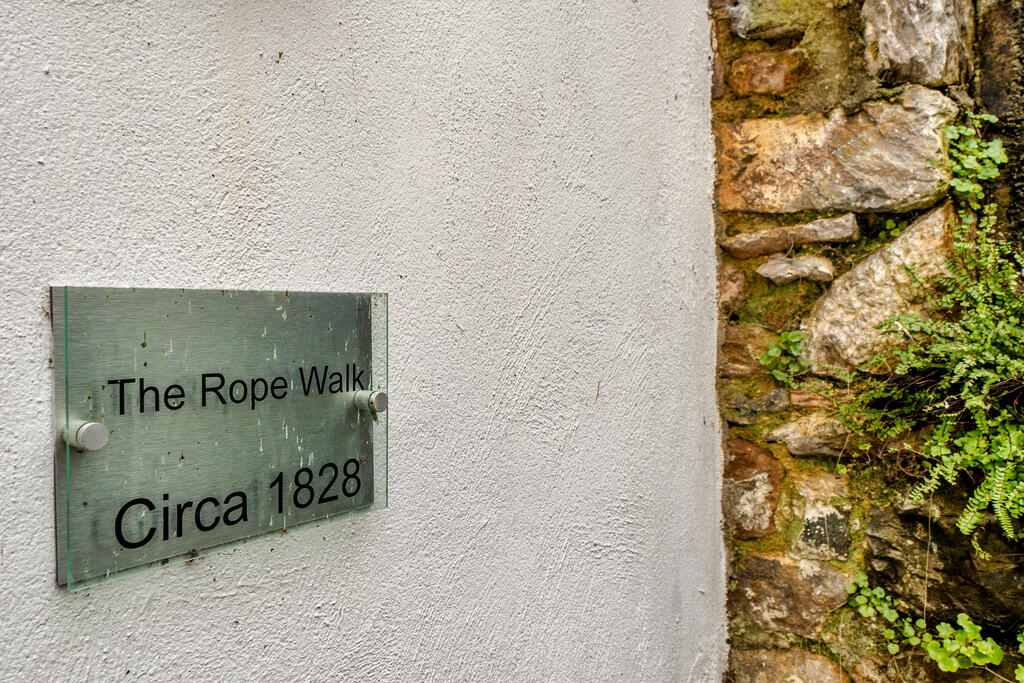 The Rope Walk
Circa 1828